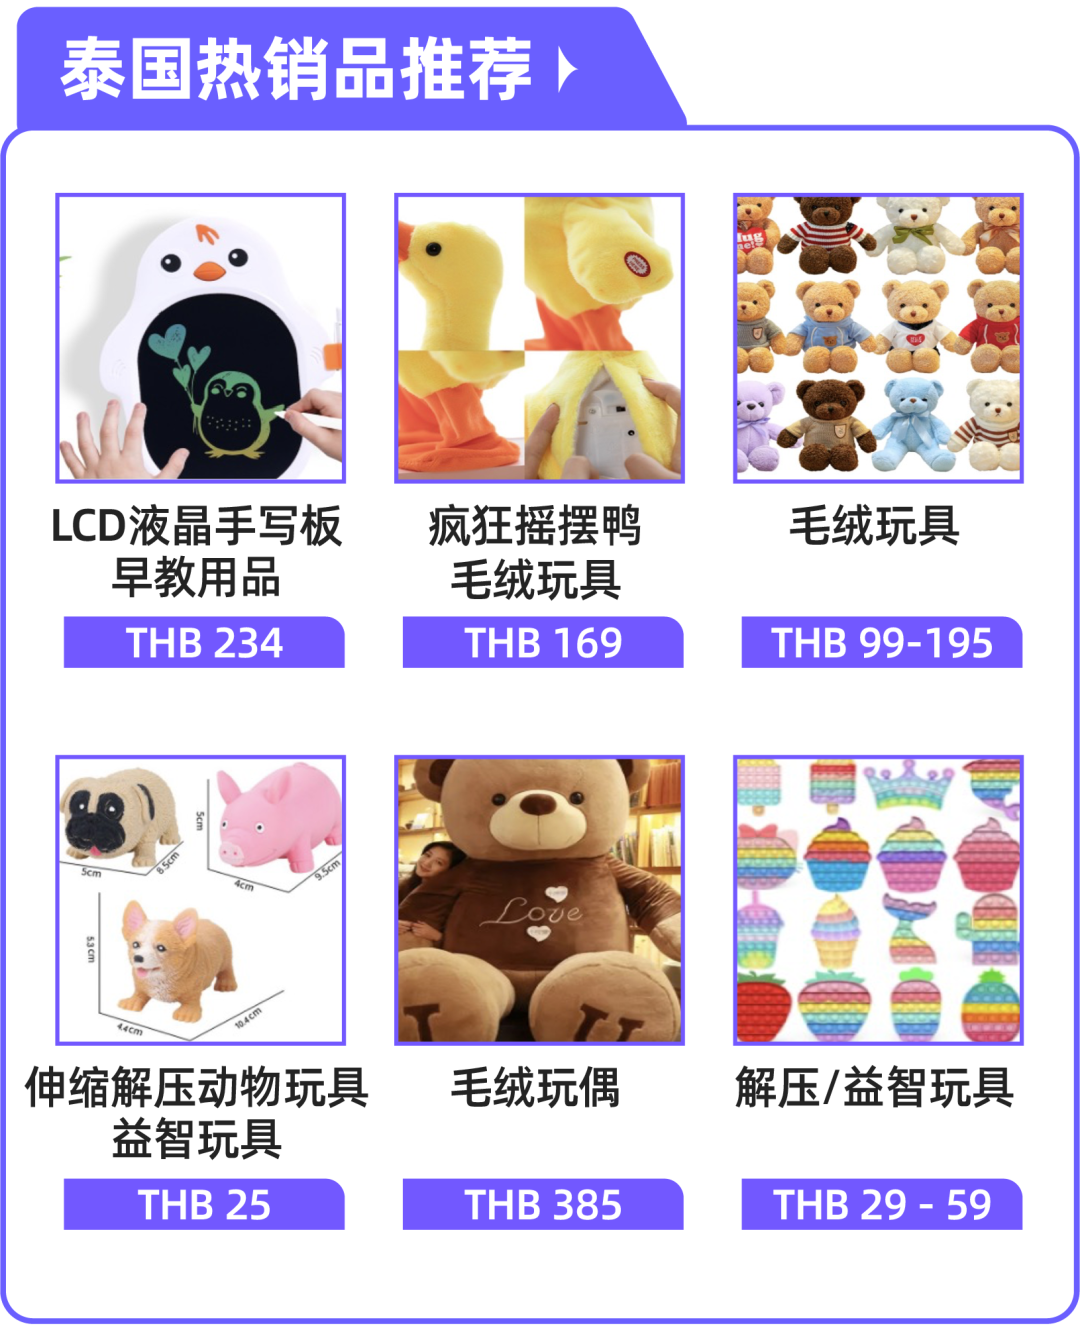 泰国热销品推荐
Hug
me!
LCD液晶手写板
早教用品
THB 234
疯狂摇摆鸭
毛绒玩具
THB 169
毛绒玩具
THB 99-195
5cm
8.5cm
5cm
4cm
9.5cm
5.3cm
4.4cm
10.4cm
Love
I U
伸缩解压动物玩具
益智玩具
THB 25
毛绒玩偶
THB 385
解压/益智玩具
THB 29 - 59